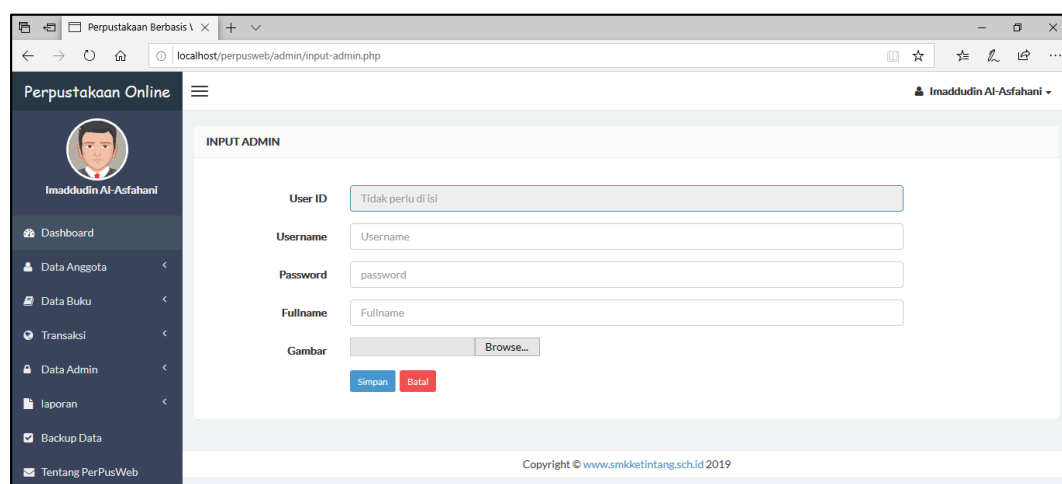 Perpustakaan Berbasis \
localhost/perpusweb/admin/input-admin.php
Perpustakaan Online
Imaddudin Al-Asfahani
Imaddudin Al-Asfahani
Dashboard
Data Anggota
Data Buku
Transaksi
Data Admin
laporan
Backup Data
Tentang PerPusWeb
INPUT ADMIN
User ID Tidak perlu di isi
Username Username
Password password
Fullname Fullname
Gambar Browse...
Simpan Batal
Copyright © www.smkketintang.sch.id 2019